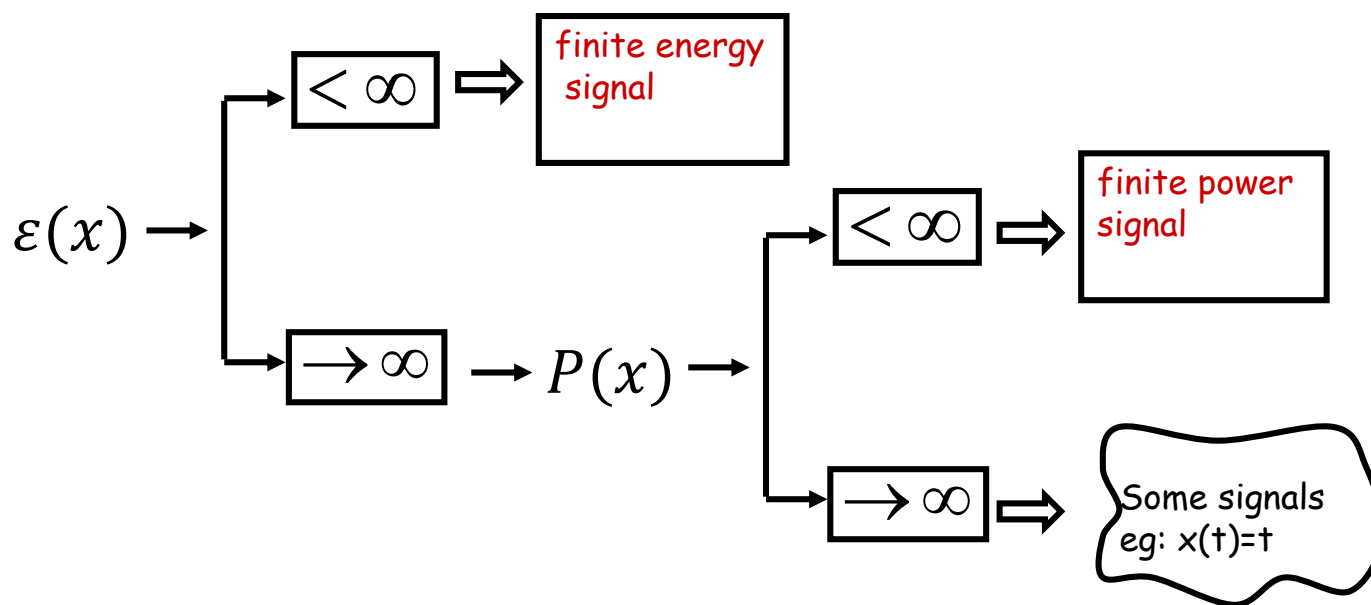 < ∞
finite energy
signal
ε(x)
→ ∞
P(x)
< ∞
finite power
signal
→ ∞
Some signals
eg: x(t)=t